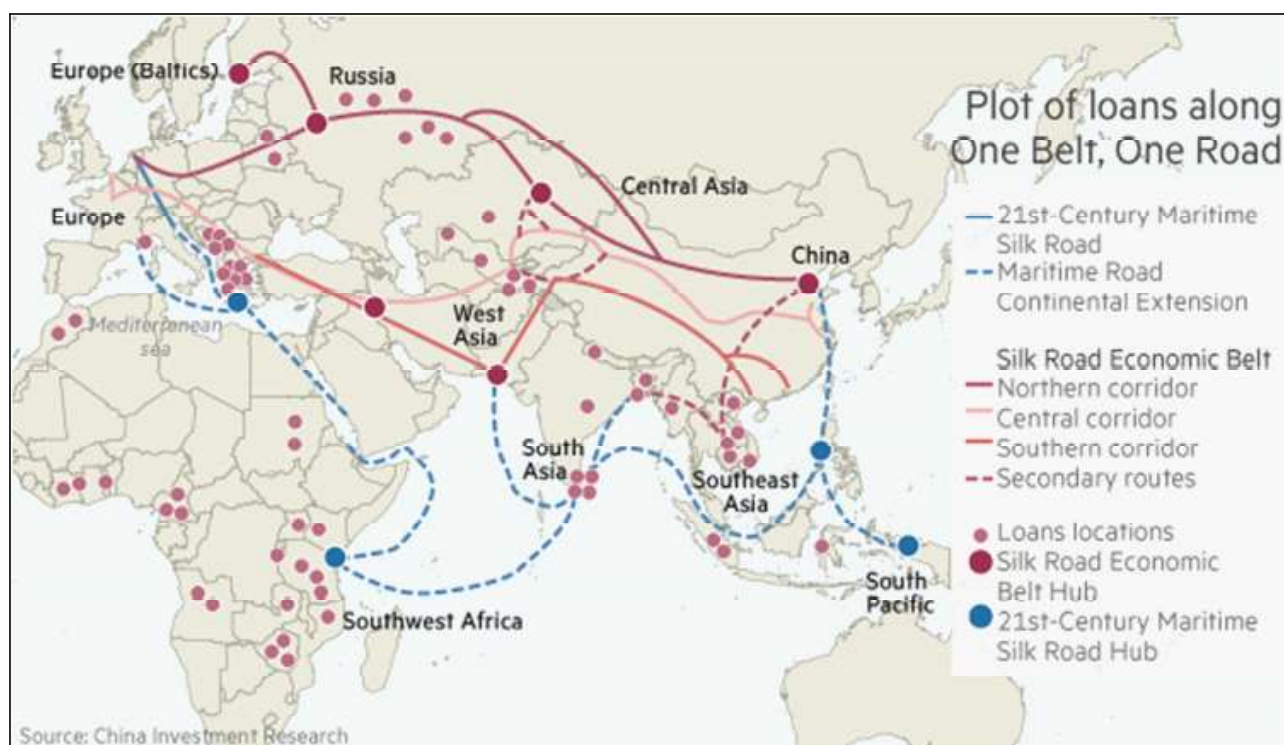 Europe (Baltics)
Russia
Plot of loans along
One Belt, One Road
Central Asia
Europe
21st-Century Maritime
Silk Road
China
Maritime Road
Continental Extension
West
Asia
Mediterranean
sea
Silk Road Economic Belt
Northern corridor
Central corridor
Southern corridor
Secondary routes
South
Asia
Southeast
Asia
Loans locations
Silk Road Economic
Belt Hub
South
Pacific
Southwest Africa
21st-Century Maritime
Silk Road Hub
Source: China Investment Research